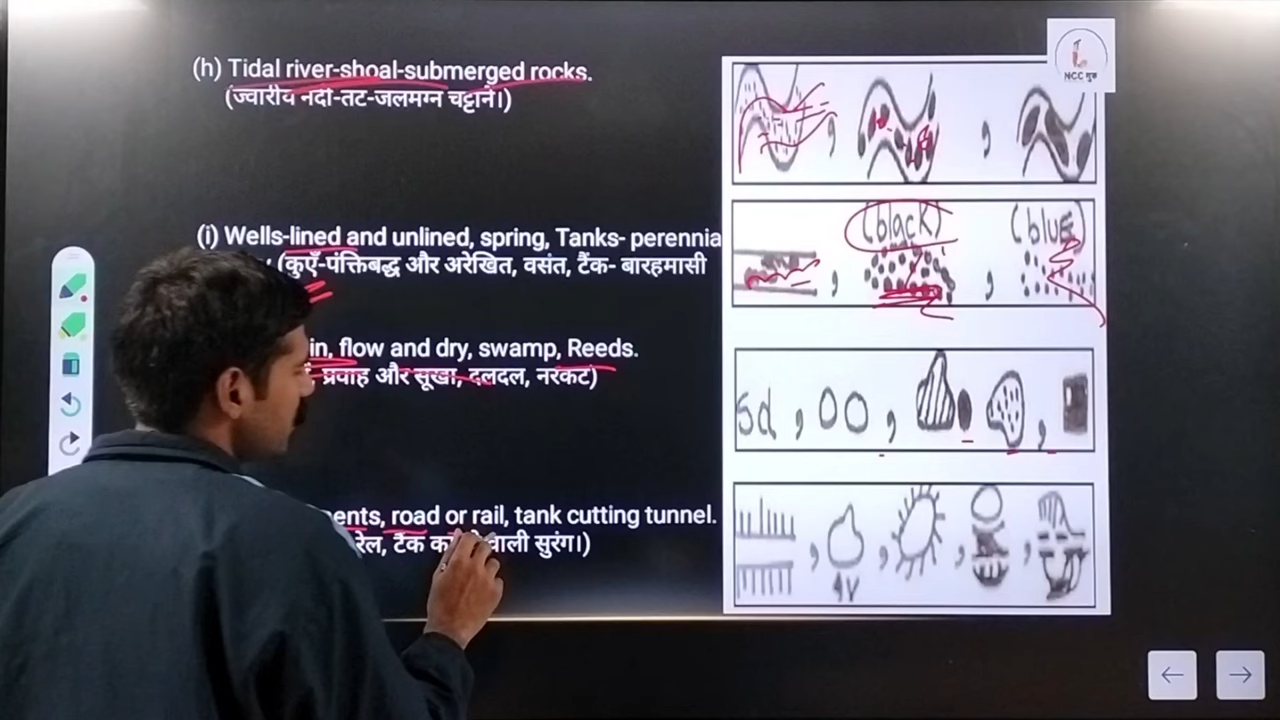 (h) Tidal river-shoal-submerged rocks.
(ज्वारीय नदी-तट-जलमग्न चट्टानें।)
NCC गुरु
(i) Wells-lined and unlined, spring, Tanks- perennia
(कुएँ-पंक्तिबद्ध और अरेखित, वसंत, टैंक- बारहमासी
(black)
(blue)
in, flow and dry, swamp, Reeds.
प्रवाह और सूखा, दलदल, नरकट)
5d
ents, road or rail, tank cutting tunnel.
रेल, टैंक वाली सुरंग।)
4V